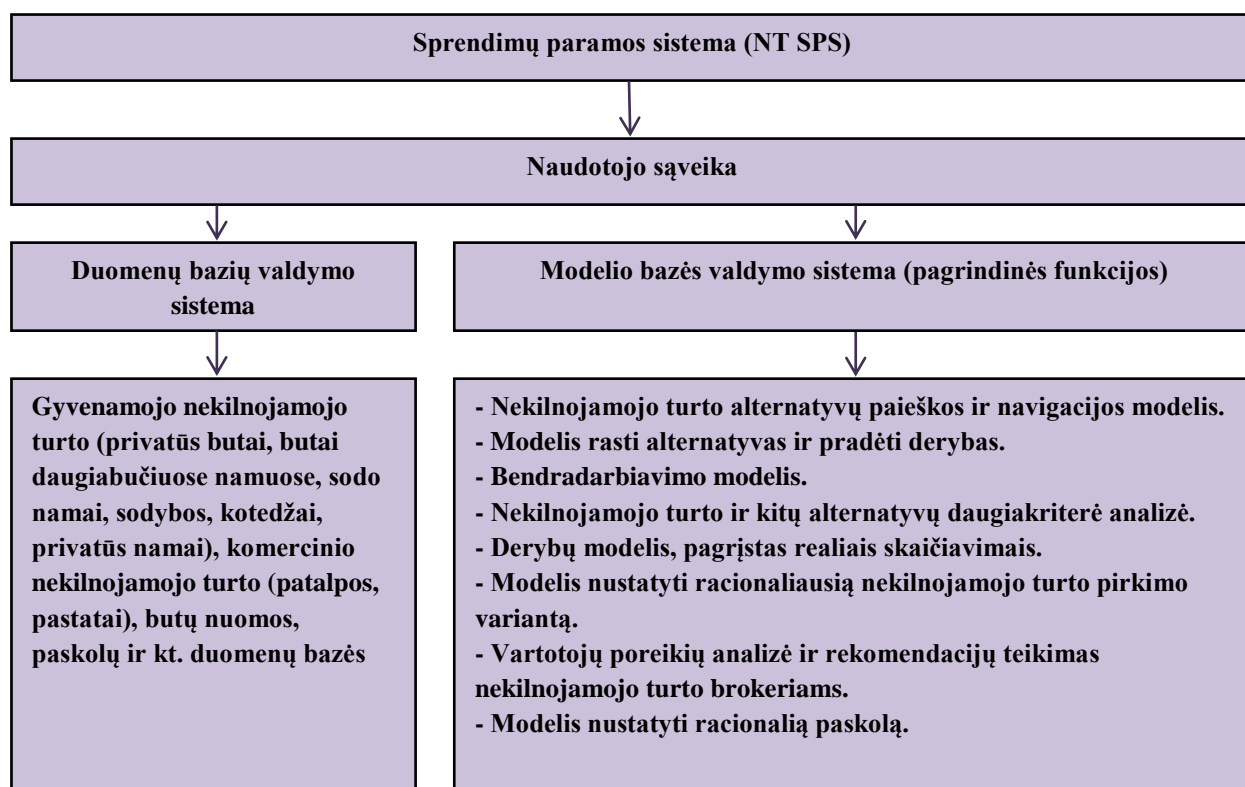 Sprendimų paramos sistema (NT SPS)
Naudotojo sąveika
Duomenų bazių valdymo
sistema
Modelio bazės valdymo sistema (pagrindinės funkcijos)
Gyvenamojo nekilnojamojo
turto (privatūs butai, butai
daugiabučiuose namuose, sodo
namai, sodybos, kotedžai,
privatūs namai), komercinio
nekilnojamojo turto (patalpos,
pastatai), butų nuomos,
paskolų ir kt. duomenų bazės
- Nekilnojamojo turto alternatyvų paieškos ir navigacijos modelis.
- Modelis rasti alternatyvas ir pradėti derybas.
- Bendradarbiavimo modelis.
- Nekilnojamojo turto ir kitų alternatyvų daugiakriterė analizė.
- Derybų modelis, pagrįstas realiais skaičiavimais.
- Modelis nustatyti racionaliausią nekilnojamojo turto pirkimo
variantą.
- Vartotojų poreikių analizė ir rekomendacijų teikimas
nekilnojamojo turto brokeriams.
- Modelis nustatyti racionalią paskolą.